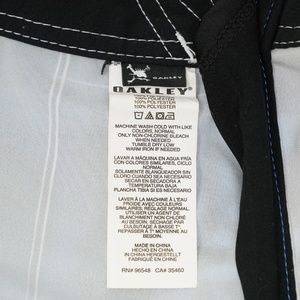 OAKLEY
OAKLEY
100% POLYESTER
100% POLYESTER
100% POLYESTER
MACHINE WASH COLD WITH LIKE
COLORS, NORMAL
ONLY NON-CHLORINE BLEACH
WHEN NEEDED
TUMBLE DRY LOW
WARM IRON IF NEEDED
LAVAR A MÁQUINA EN AGUA FRÍA
CON COLORES SIMILARES, CICLO
NORMAL
SOLAMENTE BLANQUEADOR SIN
CLORO CUANDO SEA NECESARIO
SECAR EN SECADORA A
TEMPERATURA BAJA
PLANCHA TIBIA SI ES NECESARIO
LAVER À LA MACHINE À L'EAU
FROIDE AVEC COULEURS
SIMILAIRES; RÉGLAGE NORMAL.
UTILISER UN AGENT DE
BLANCHIMENT NON CHLORÉ
AU BESOIN. SÉCHAGE PAR
CULBUTAGE À BASSE T°.
REPASSER À T° MOYENNE AU
BESOIN.
MADE IN CHINA
HECHO EN CHINA
IN CHINA HERGESTELLT
FABRIQUÉ EN CHINE
RN# 96548 CA# 35460